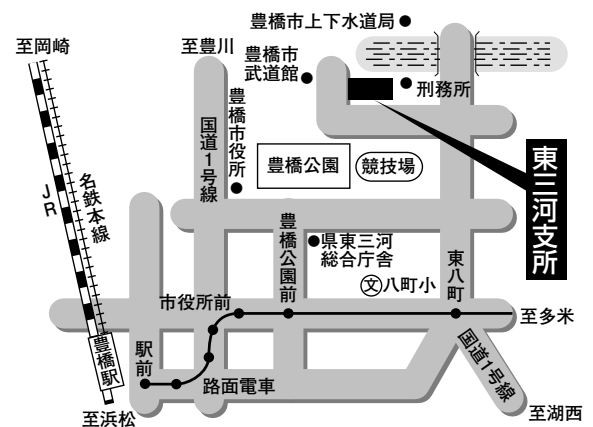 豊橋市上下水道局
至岡崎
至豊川
豊橋市
武道館
刑務所
豊橋市役所
国道1号線
豊橋公園
競技場
東三河支所
JR
名鉄本線
豊橋公園前
県東三河
総合庁舎
東八町
文
八町小
市役所前
至多米
豊橋駅
駅前
国道1号線
路面電車
至浜松
至湖西